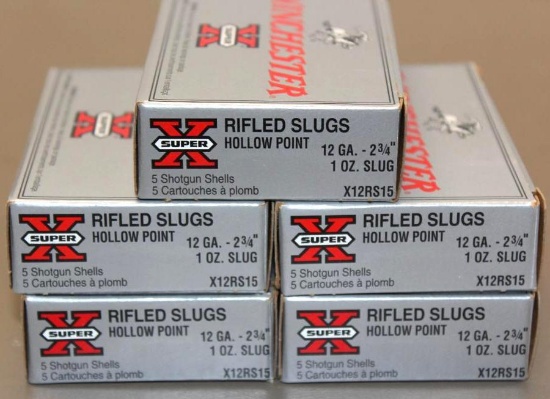 X
SUPER
WINCHESTER
X
SUPER
RIFLED SLUGS
HOLLOW POINT
12 GA. - 2¾"
1 OZ. SLUG
5 Shotgun Shells
5 Cartouches à plomb
X12RS15
X
X
SUPER
RIFLED SLUGS
HOLLOW POINT
12 GA. - 2¾"
1 OZ. SLUG
5 Shotgun Shells
5 Cartouches à plomb
X12RS15
WINCHESTER
X
SUPER
RIFLED SLUGS
HOLLOW POINT
12 GA. - 2¾"
1 OZ. SLUG
5 Shotgun Shells
5 Cartouches à plomb
X12RS15
X
SUPER
RIFLED SLUGS
HOLLOW POINT
12 GA. - 2¾"
1 OZ. SLUG
5 Shotgun Shells
5 Cartouches à plomb
X12RS15
X
SUPER
RIFLED SLUGS
HOLLOW POINT
12 GA. - 2¾"
1 OZ. SLUG
5 Shotgun Shells
5 Cartouches à plomb
X12RS15